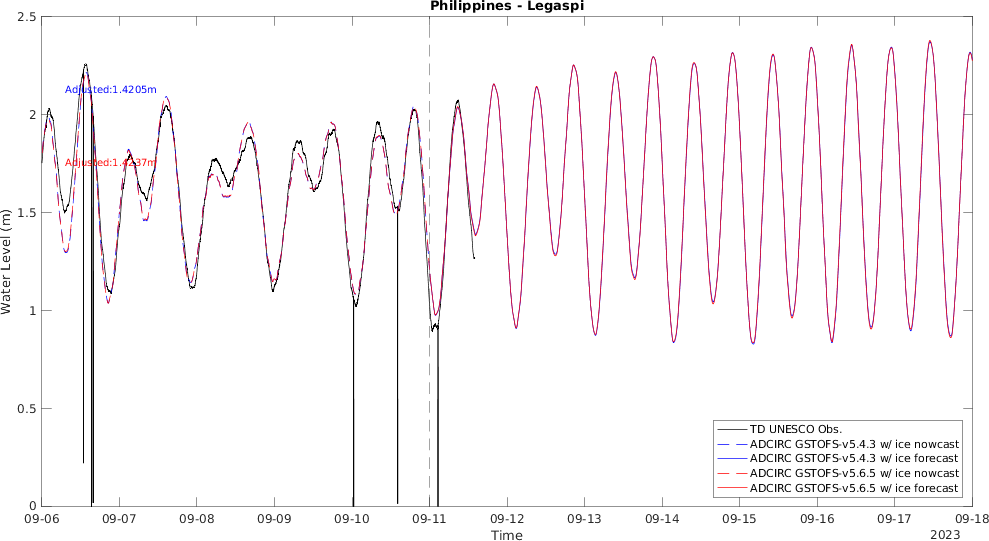 Philippines - Legaspi
2.5
2
1.5
1
0.5
0
Water Level (m)
Adjusted:1.4205m
Adjusted:1.4237m
TD UNESCO Obs.
ADCIRC GSTOFS-v5.4.3 w/ ice nowcast
ADCIRC GSTOFS-v5.4.3 w/ ice forecast
ADCIRC GSTOFS-v5.6.5 w/ ice nowcast
ADCIRC GSTOFS-v5.6.5 w/ ice forecast
09-06 09-07 09-08 09-09 09-10 09-11 09-12 09-13 09-14 09-15 09-16 09-17 09-18
Time
2023